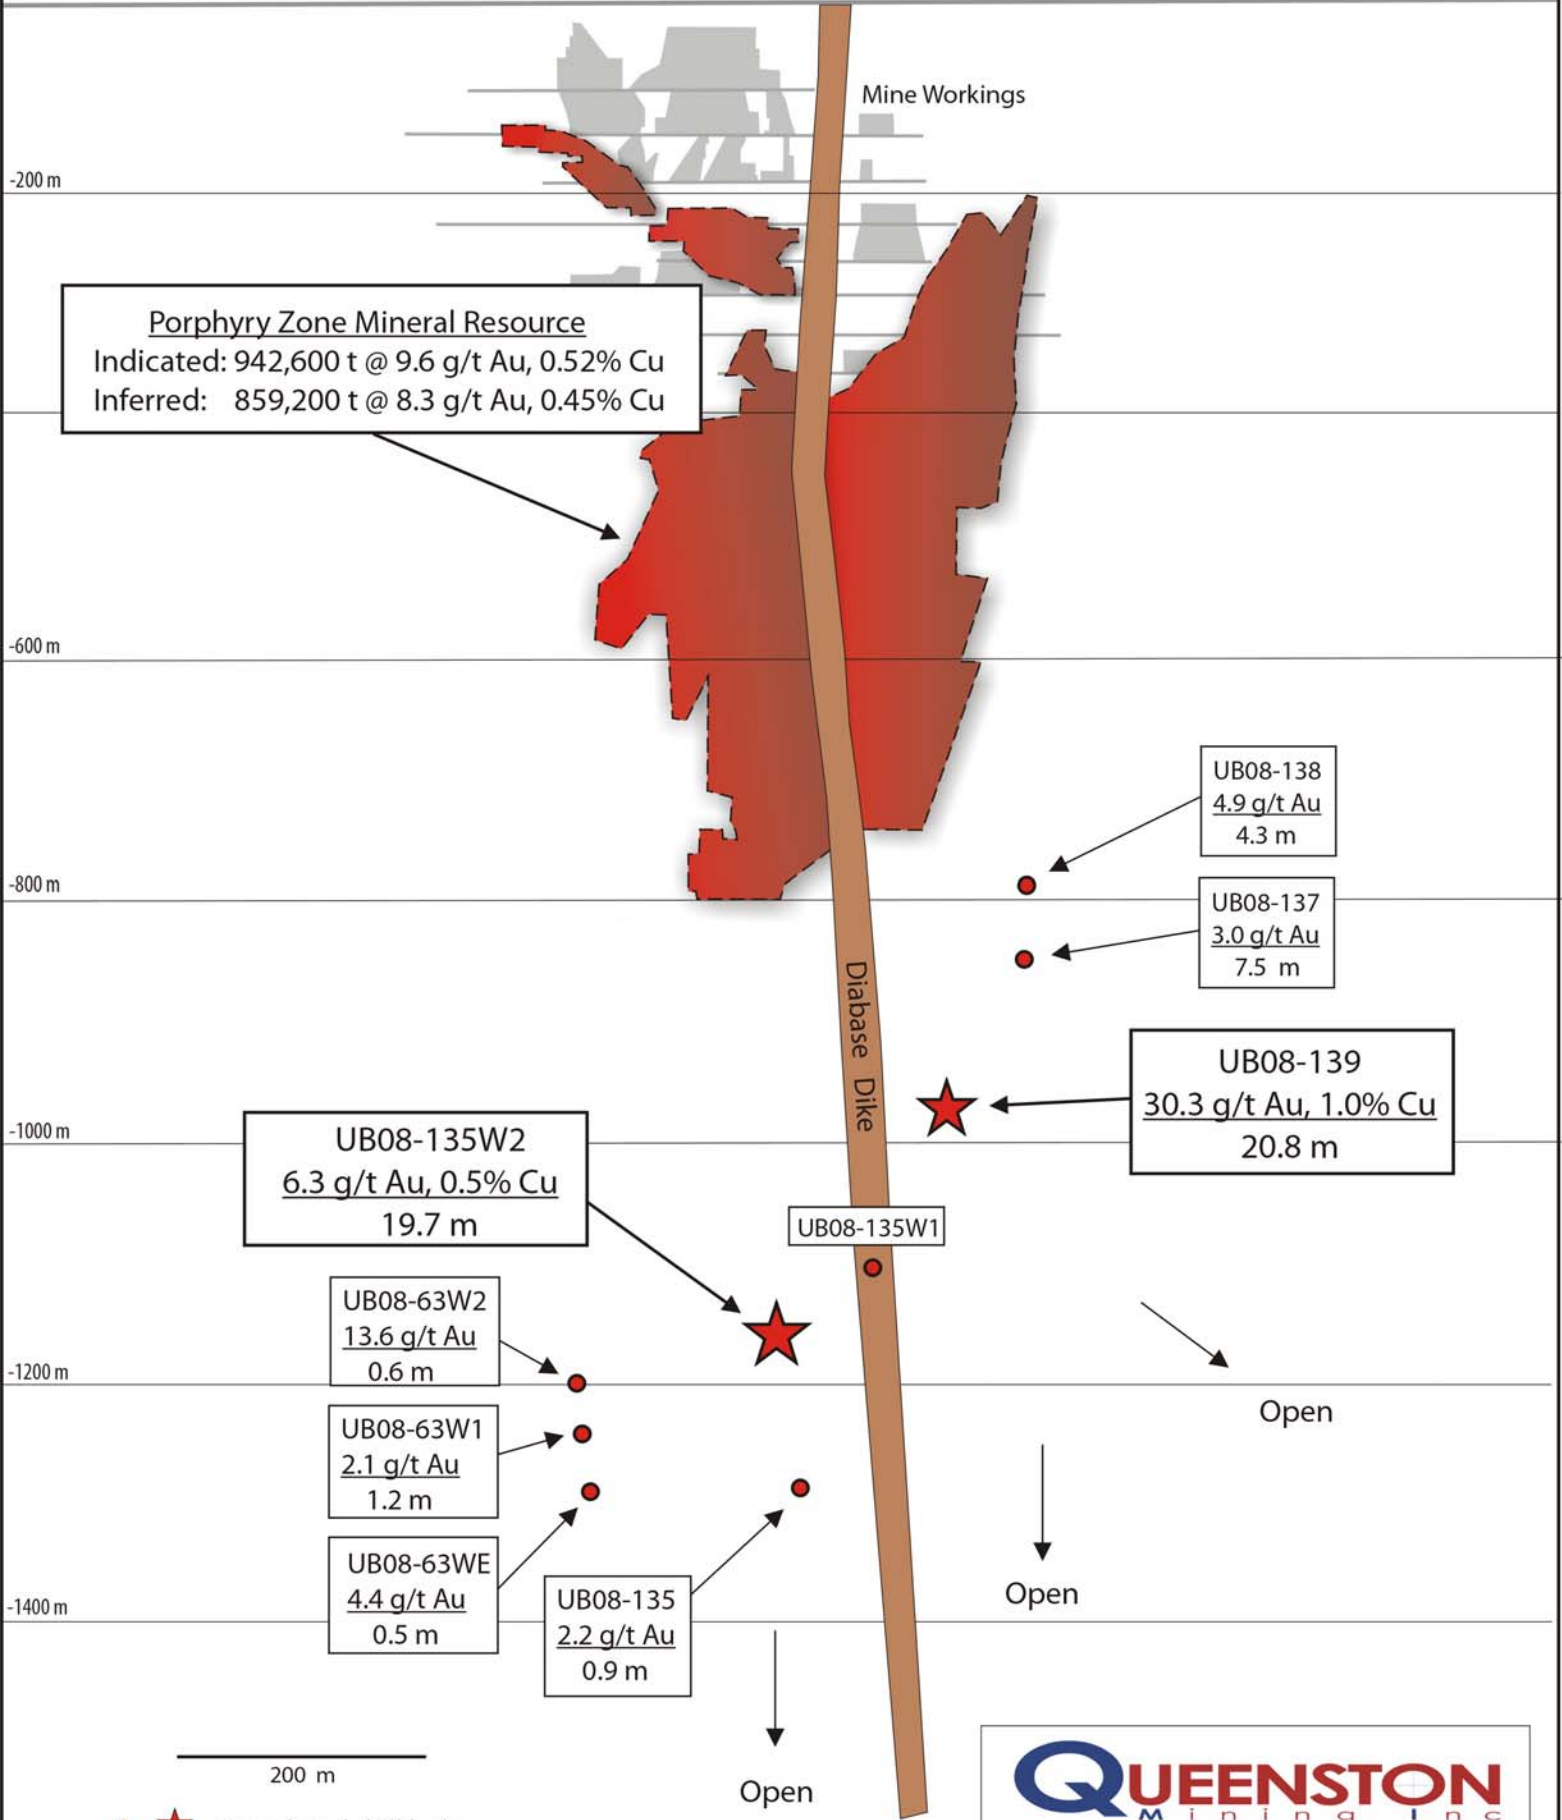 Mine Workings
-200 m
Porphyry Zone Mineral Resource
Indicated: 942,600 t @ 9.6 g/t Au, 0.52% Cu
Inferred: 859,200 t @ 8.3 g/t Au, 0.45% Cu
-600 m
UB08-138
4.9 g/t Au
4.3 m
-800 m
UB08-137
3.0 g/t Au
7.5 m
Diabase Dike
UB08-139
30.3 g/t Au, 1.0% Cu
20.8 m
-1000 m
UB08-135W2
6.3 g/t Au, 0.5% Cu
19.7 m
UB08-135W1
UB08-63W2
13.6 g/t Au
0.6 m
-1200 m
UB08-63W1
2.1 g/t Au
1.2 m
Open
UB08-63WE
4.4 g/t Au
0.5 m
UB08-135
2.2 g/t Au
0.9 m
Open
-1400 m
Open
200 m
QUEENSTON
Mining Inc